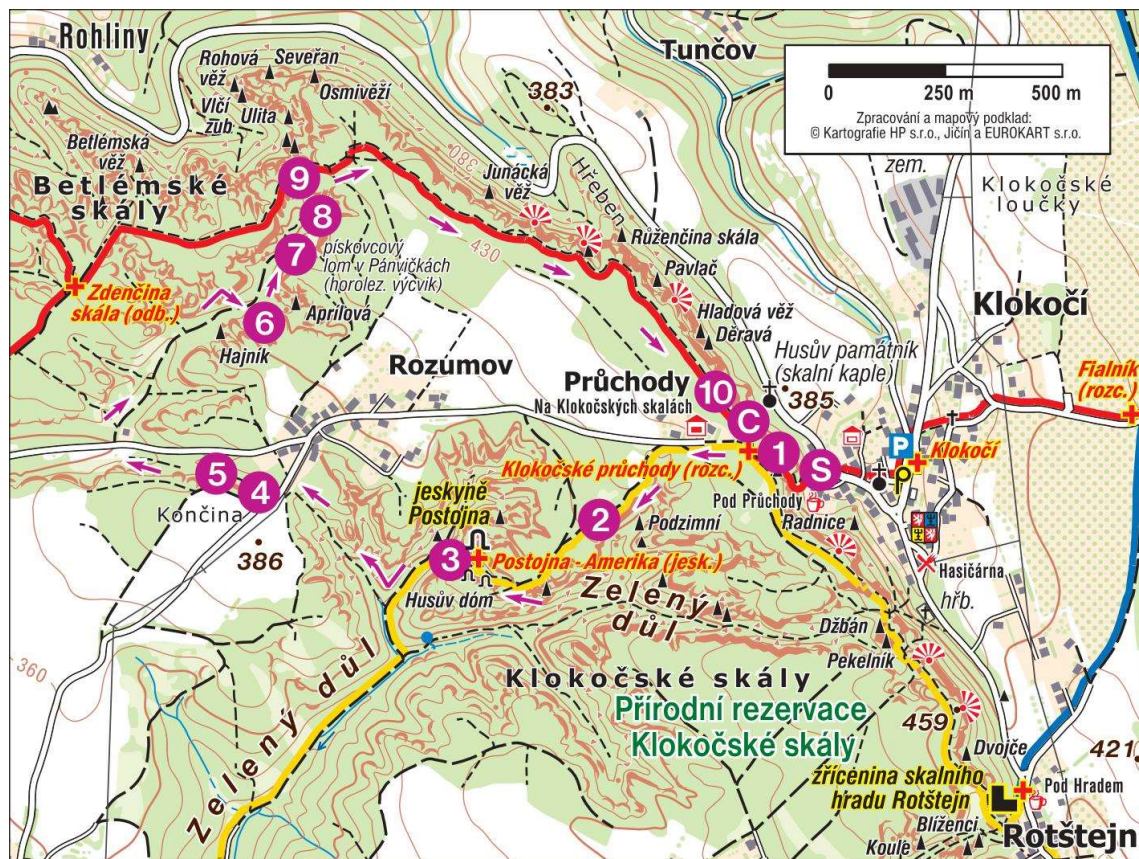 Rohliny
Rohová
věž
Severan
Osmivěží
Vlčí
zub
Ulita
Betlémská
věž
Betlémské
skály
Tunčov
383
0
250 m
500 m
Zpracování a mapový podklad:
© Kartografie HP s.r.o., Jičín a EUROKART s.r.o.
zem.
Klokočské
loučky
380
Junácká
věž
Hřeben
430
Růženčina skála
Pavlač
9
8
7
pískovcový
lom v Pánvičkách
(horolez. výcvik)
Zdenčina
skála (odb.)
6
Aprílová
Hajník
Hladová věž
Děravá
Klokočí
Rozumov
Husův památník
(skalní kaple)
385
Fialník
(rozc.)
Průchody
Na Klokočských skalách
10
C
1
S
P
Klokočí
Klokočské průchody (rozc.)
5
4
Končina
386
jeskyně
Postojna
2
Podzimní
Pod Průchody
Radnice
3
Postojna - Amerika (jesk.)
Husův dóm
Hasičárna
hřb.
Zelený
důl
Džbán
Pekelník
360
Klokočské skály
Přírodní rezervace
Klokočské skály
Zelený důl
459
Dvojče
421
zřícenina skalního
hradu Rotštejn
Pod Hradem
Blíženci
Koule
Rotštejn